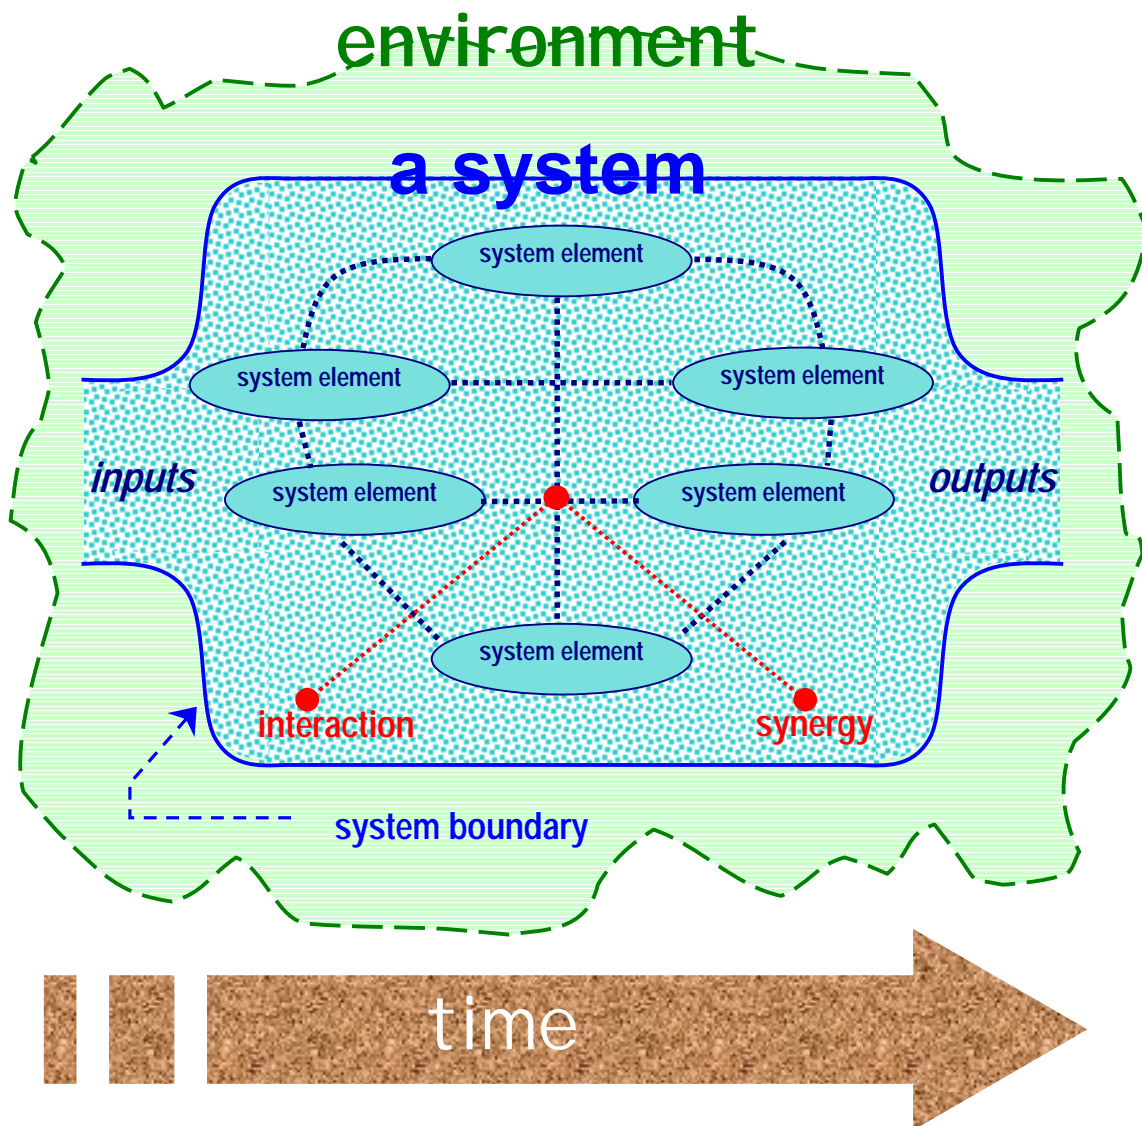 environment
a system
system element
system element
system element
inputs
system element
system element
outputs
system element
interaction
synergy
system boundary
time